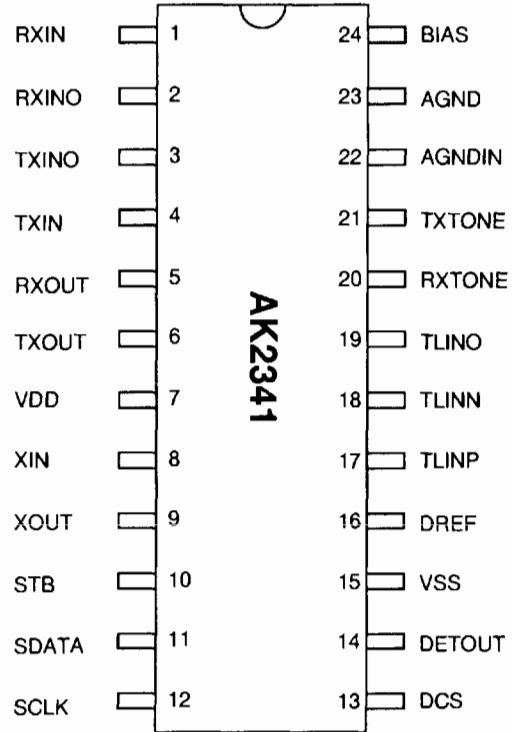 RXIN 1 24 BIAS
RXINO 2 23 AGND
TXINO 3 22 AGNDIN
TXIN 4 21 TXTONE
RXOUT 5 20 RXTONE
TXOUT 6 19 TLINO
VDD 7 18 TLINN
XIN 8 17 TLINP
XOUT 9 16 DREF
STB 10 15 VSS
SDATA 11 14 DETOUT
SCLK 12 13 DCS
AK2341